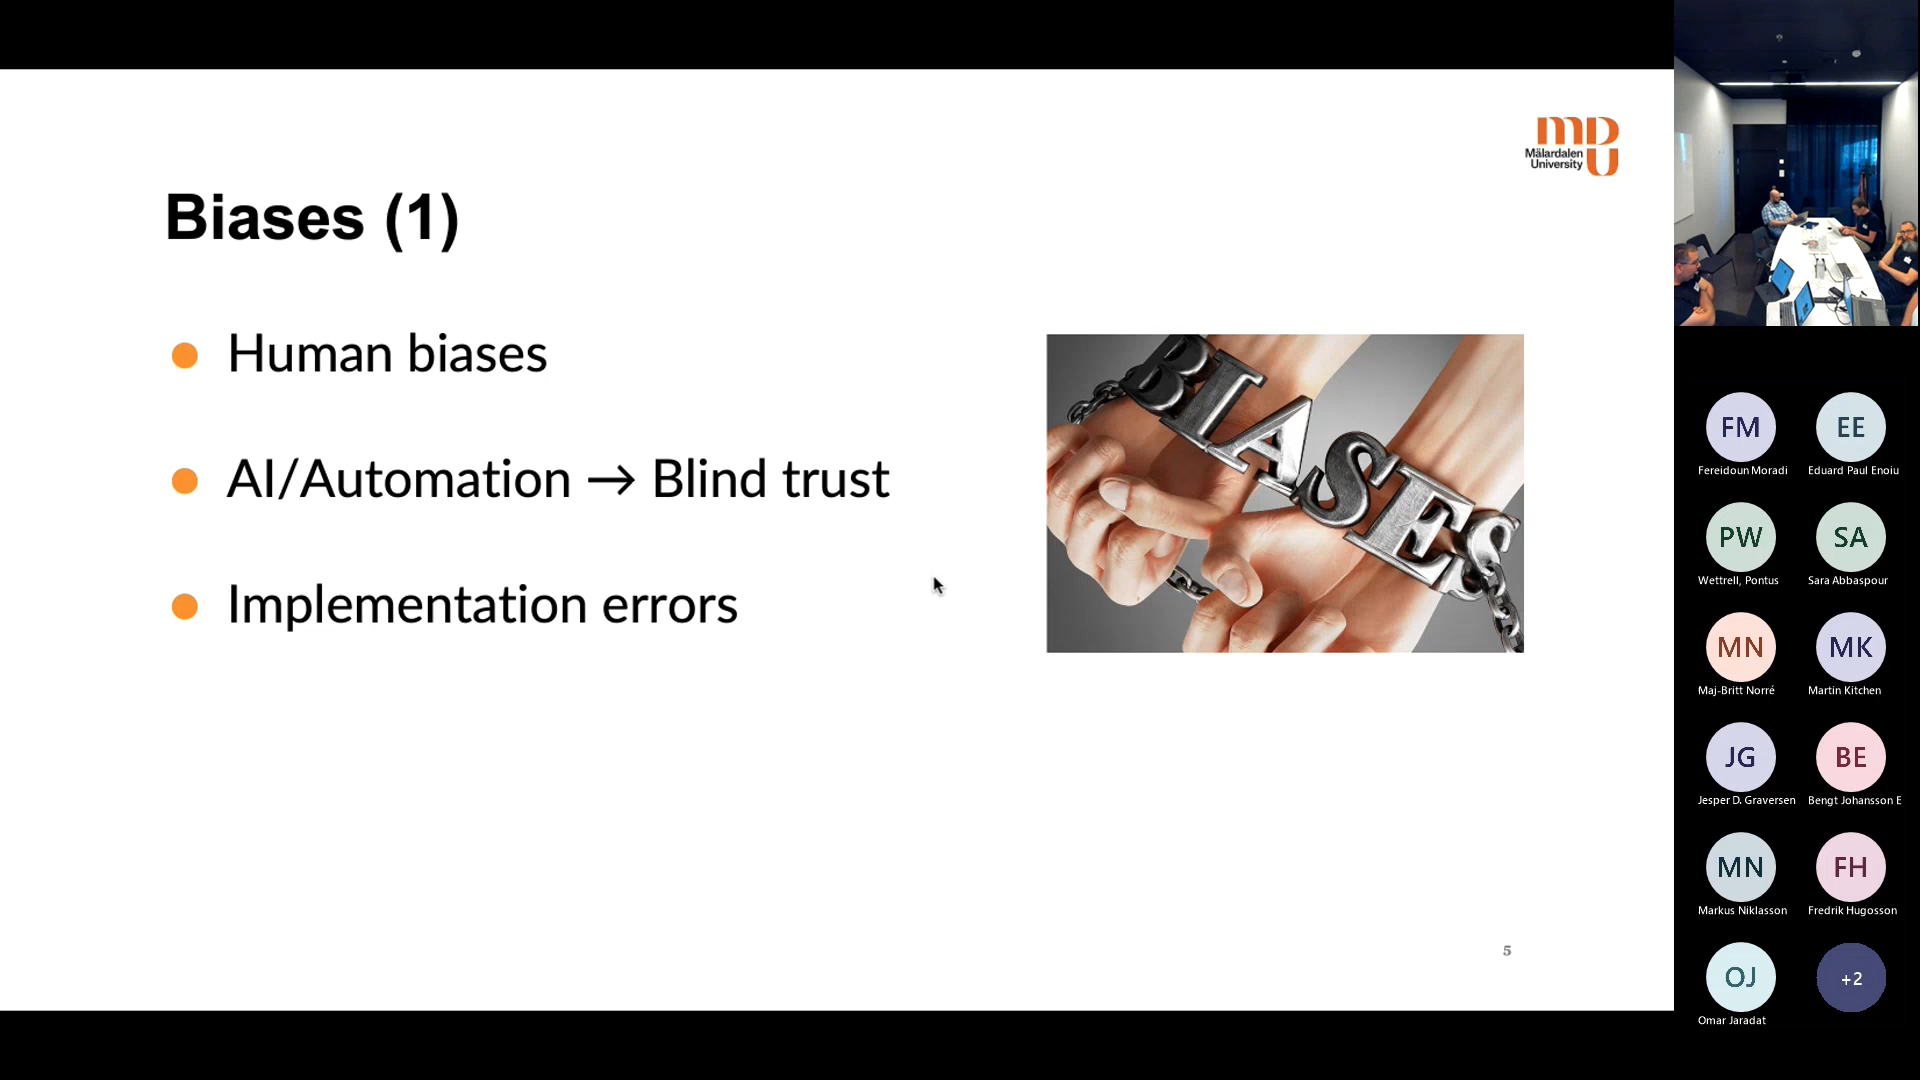 mDU
Mälardalen
University
Biases (1)
Human biases
AI/Automation → Blind trust
Implementation errors
BIASES
5
FM
Fereidoun Moradi
EE
Eduard Paul Enoiu
PW
Wettrell, Pontus
SA
Sara Abbaspour
MN
Maj-Britt Norré
MK
Martin Kitchen
JG
Jesper D. Graversen
BE
Bengt Johansson E
MN
Markus Niklasson
FH
Fredrik Hugosson
OJ
Omar Jaradat
+2